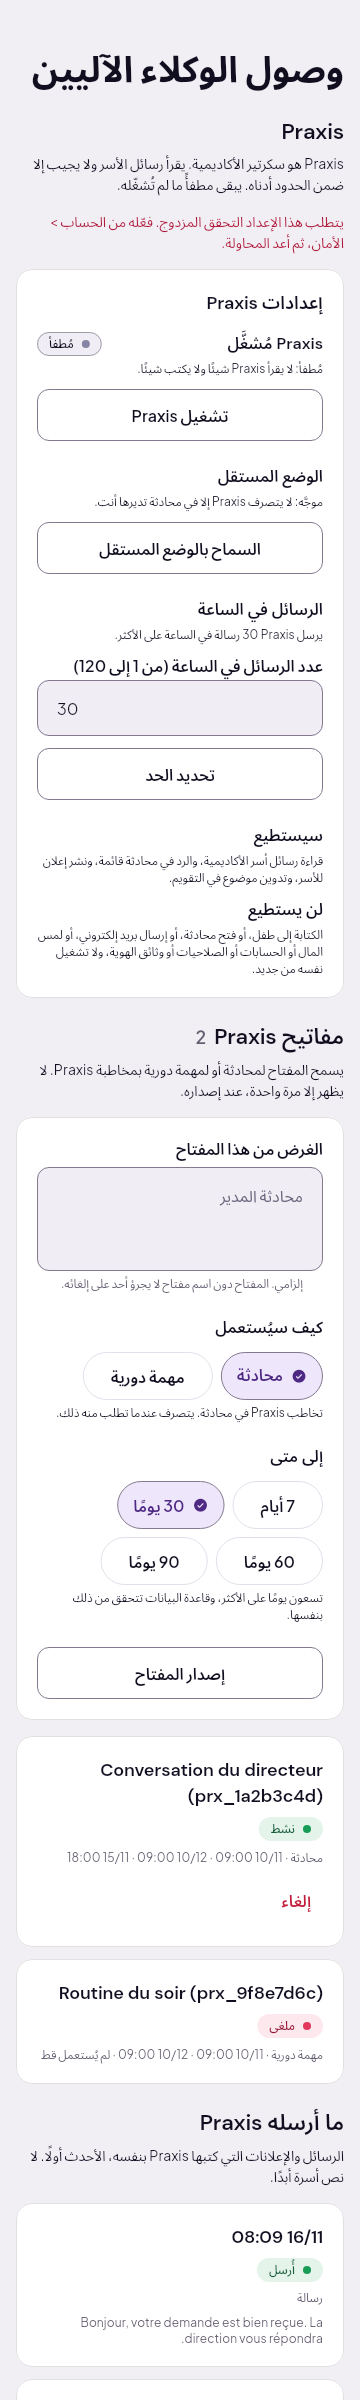 وصول الوكلاء الآليين
Praxis
Praxis هو سكرتير الأكاديمية. يقرأ رسائل الأسر ولا يجيب إلا
ضمن الحدود أدناه. يبقى مطفأً ما لم تُشغّله.
يتطلب هذا الإعداد التحقق المزدوج. فعّله من الحساب >
الأمان، ثم أعد المحاولة.
إعدادات Praxis
Praxis مُشغَّل
مُطفأ
مُطفأ: لا يقرأ Praxis شيئًا ولا يكتب شيئًا.
تشغيل Praxis
الوضع المستقل
موجَّه: لا يتصرف Praxis إلا في محادثة تديرها أنت.
السماح بالوضع المستقل
الرسائل في الساعة
يرسل Praxis 30 رسالة في الساعة على الأكثر.
عدد الرسائل في الساعة (من 1 إلى 120)
30
تحديد الحد
سيستطيع
قراءة رسائل أسر الأكاديمية، والرد في محادثة قائمة، ونشر إعلان
للأسر، وتدوين موضوع في التقويم.
لن يستطيع
الكتابة إلى طفل، أو فتح محادثة، أو إرسال بريد إلكتروني، أو لمس
المال أو الحسابات أو الصلاحيات أو وثائق الهوية، ولا تشغيل
نفسه من جديد.
مفاتيح Praxis 2
يسمح المفتاح لمحادثة أو لمهمة دورية بمخاطبة Praxis. لا
يظهر إلا مرة واحدة، عند إصداره.
الغرض من هذا المفتاح
محادثة المدير
إلزامي. المفتاح دون اسم مفتاح لا يجرؤ أحد على إلغائه.
كيف سيُستعمل
محادثة
مهمة دورية
تخاطب Praxis في محادثة. يتصرف عندما تطلب منه ذلك.
إلى متى
7 أيام
30 يومًا
60 يومًا
90 يومًا
تسعون يومًا على الأكثر، وقاعدة البيانات تتحقق من ذلك
بنفسها.
إصدار المفتاح
Conversation du directeur
(prx_1a2b3c4d)
نشط
محادثة · 10/11 09:00 · 10/12 09:00 · 15/11 18:00
إلغاء
Routine du soir (prx_9f8e7d6c)
ملغى
مهمة دورية · 10/11 09:00 · 10/12 09:00 · لم يُستعمل قط
ما أرسله Praxis
الرسائل والإعلانات التي كتبها Praxis بنفسه، الأحدث أولًا. لا
نص أسرة أبدًا.
16/11 08:09
أُرسل
رسالة
Bonjour, votre demande est bien reçue. La
direction vous répondra.